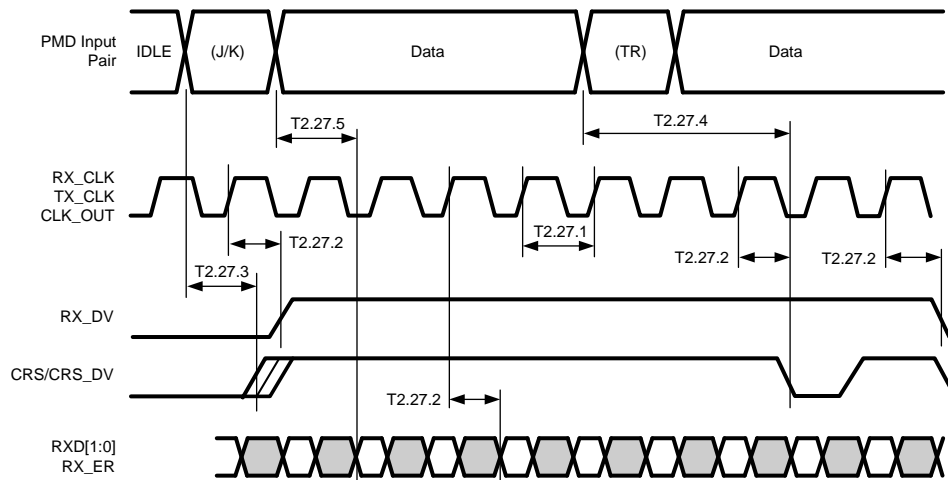 PMD Input
Pair
IDLE
(J/K)
Data
(TR)
Data
T2.27.5
T2.27.4
RX_CLK
TX_CLK
CLK_OUT
T2.27.2
T2.27.1
T2.27.2
T2.27.2
T2.27.3
RX_DV
CRS/CRS_DV
T2.27.2
RXD[1:0]
RX_ER